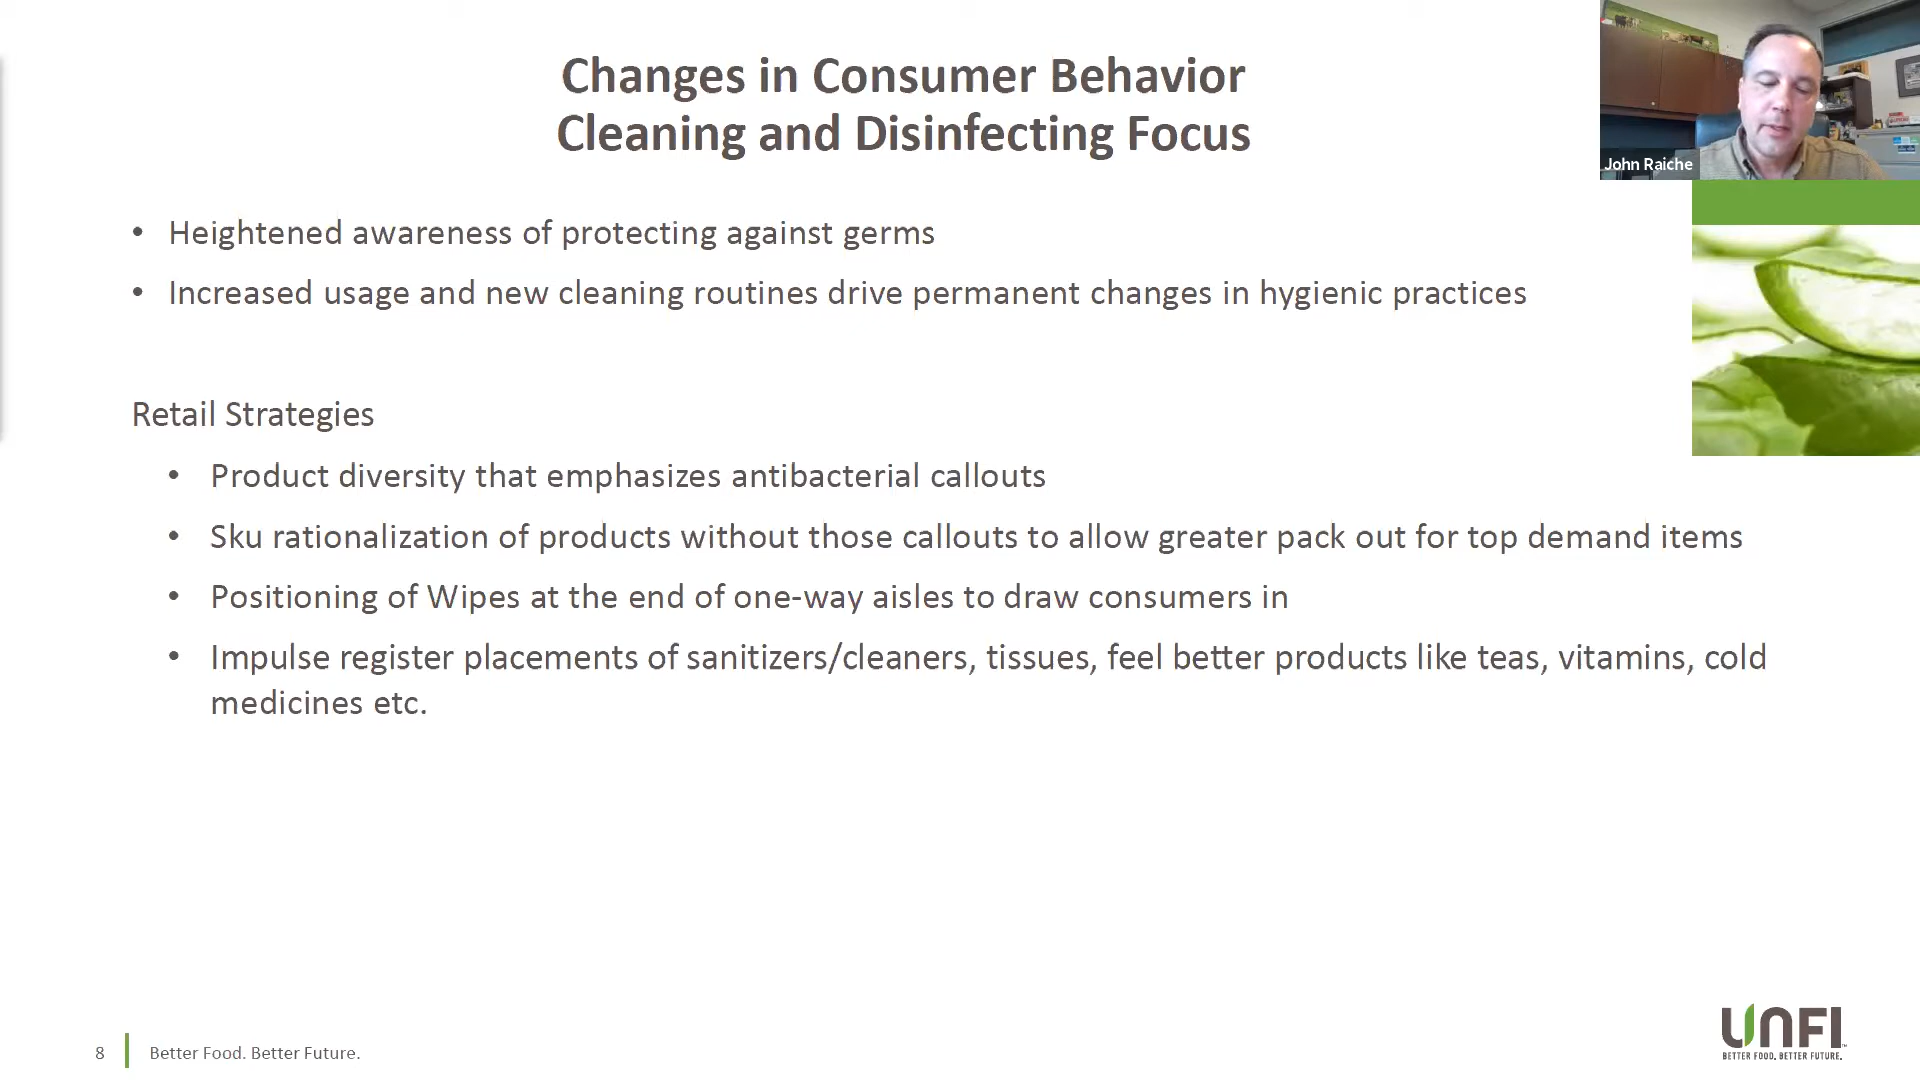 Changes in Consumer Behavior
Cleaning and Disinfecting Focus
John Raiche
• Heightened awareness of protecting against germs
• Increased usage and new cleaning routines drive permanent changes in hygienic practices
Retail Strategies
• Product diversity that emphasizes antibacterial callouts
• Sku rationalization of products without those callouts to allow greater pack out for top demand items
• Positioning of Wipes at the end of one-way aisles to draw consumers in
• Impulse register placements of sanitizers/cleaners, tissues, feel better products like teas, vitamins, cold
medicines etc.
8
Better Food. Better Future.
UNFI
BETTER FOOD. BETTER FUTURE.